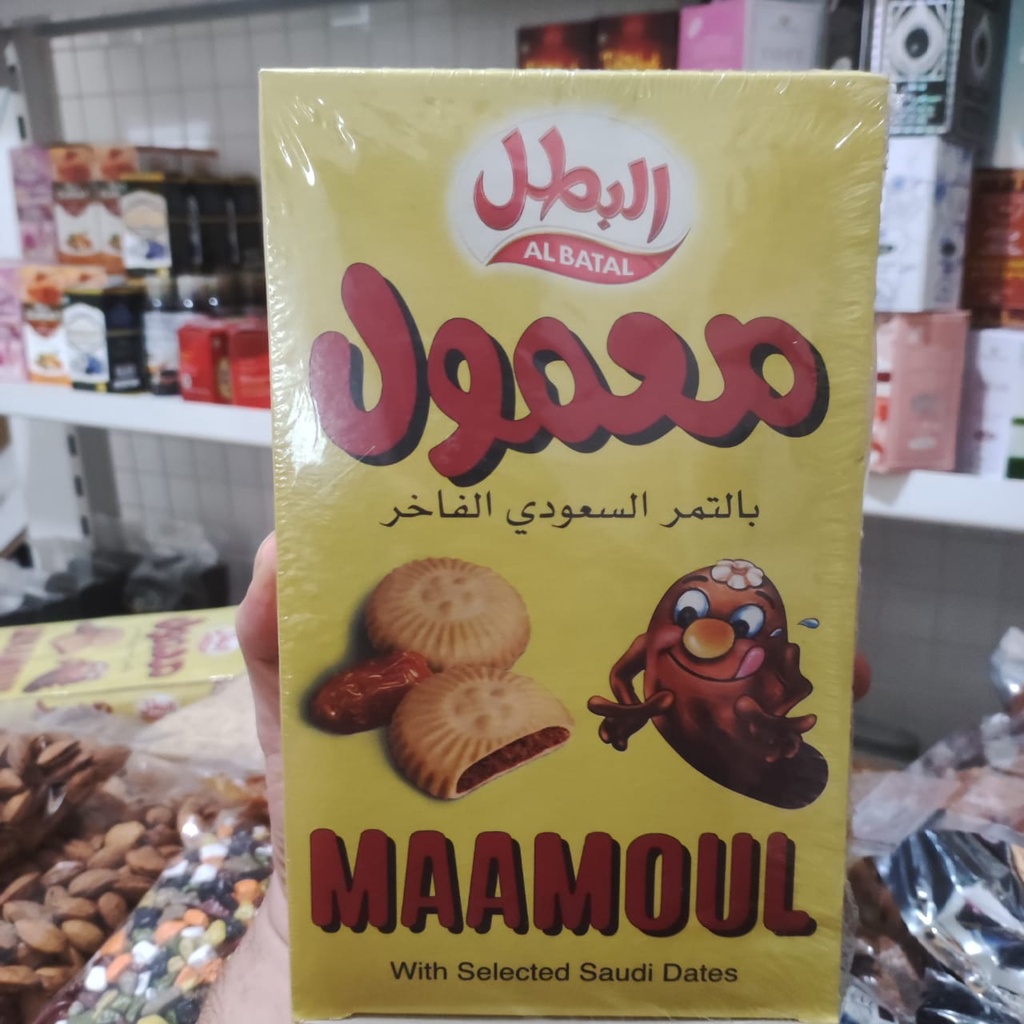 البطل
AL BATAL
معمول
بالتمر السعودي الفاخر
MAAMOUL
With Selected Saudi Dates